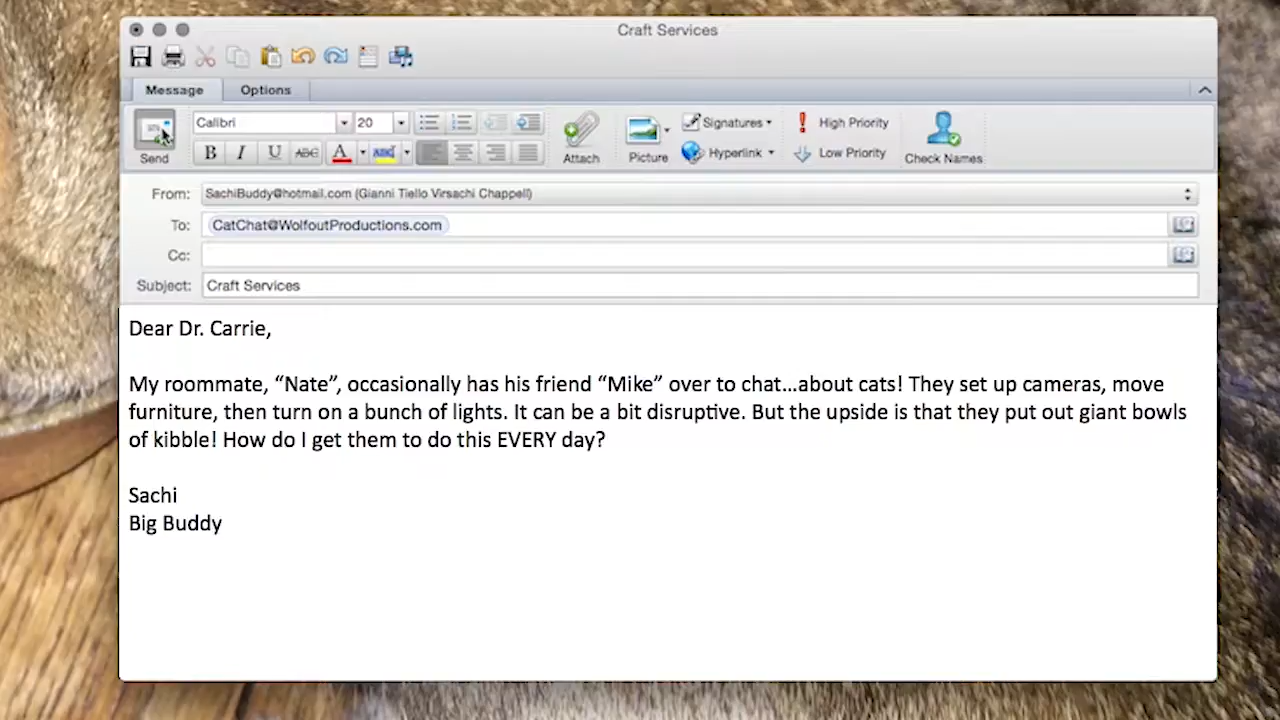 Craft Services
Message Options
Calibri 20 Signatures High Priority
Send B I U ABC A ABC Attach Picture Hyperlink Low Priority Check Names
From: SachiBuddy@hotmail.com (Gianni Tiello Virsachi Chappell)
To: CatChat@WolfoutProductions.com
Cc:
Subject: Craft Services
Dear Dr. Carrie,
My roommate, “Nate”, occasionally has his friend “Mike” over to chat…about cats! They set up cameras, move
furniture, then turn on a bunch of lights. It can be a bit disruptive. But the upside is that they put out giant bowls
of kibble! How do I get them to do this EVERY day?
Sachi
Big Buddy